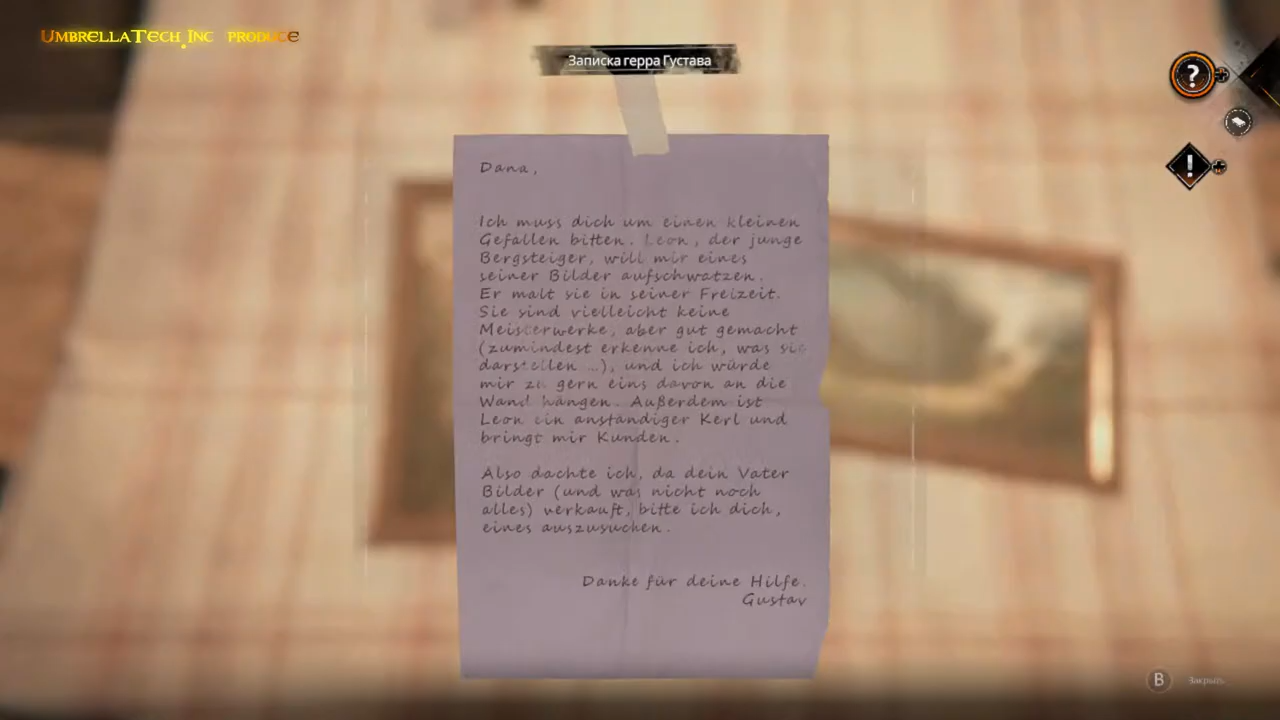 UmbrellaTech.Inc produce
Записка герра Густава
Dana,
Ich muss dich um einen kleinen
Gefallen bitten. Leon, der junge
Bergsteiger, will mir eines
seiner Bilder aufschwatzen.
Er malt sie in seiner Freizeit.
Sie sind vielleicht keine
Meisterwerke, aber gut gemacht
(zumindest erkenne ich, was sie
darstellen ...), und ich würde
mir zu gern eins davon an die
Wand hängen. Außerdem ist
Leon ein anständiger Kerl und
bringt mir Kunden.
Also dachte ich, da dein Vater
Bilder (und was nicht noch
alles) verkauft, bitte ich dich,
eines auszusuchen.
Danke für deine Hilfe.
Gustav
B Закрыть